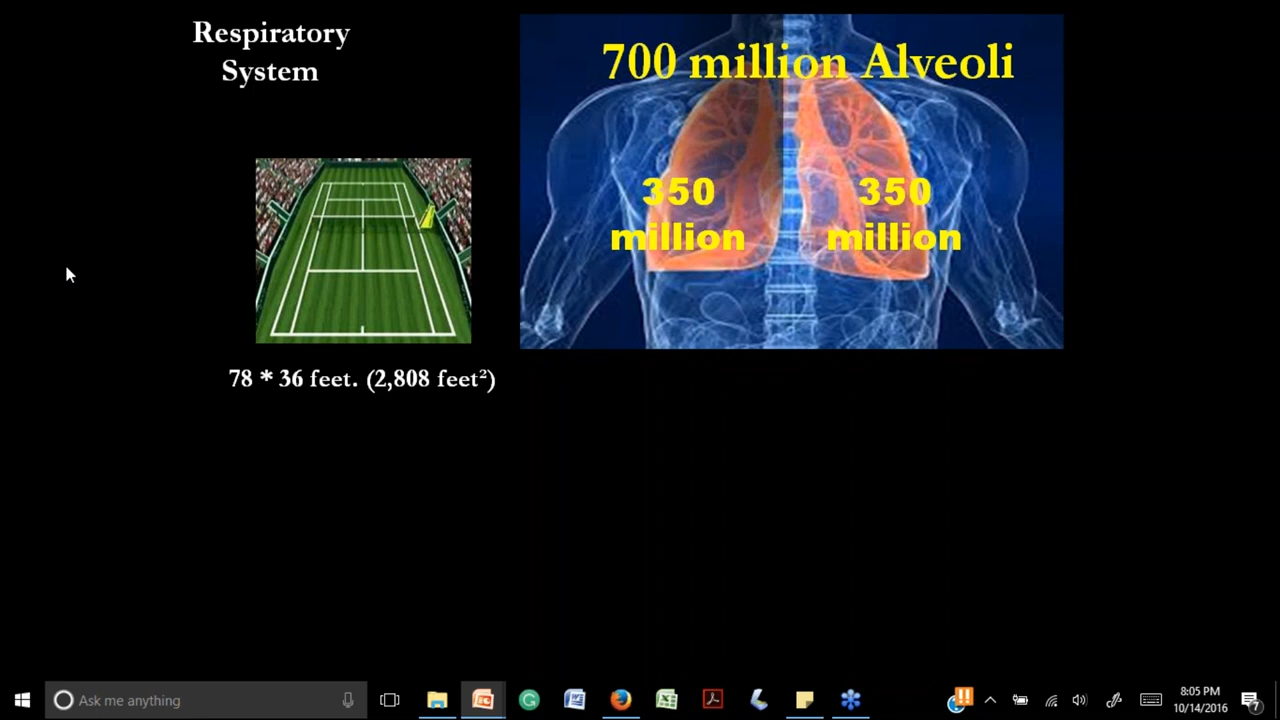 Respiratory
System
700 million Alveoli
350
million
350
million
78 * 36 feet. (2,808 feet²)
Ask me anything
8:05 PM
10/14/2016
7